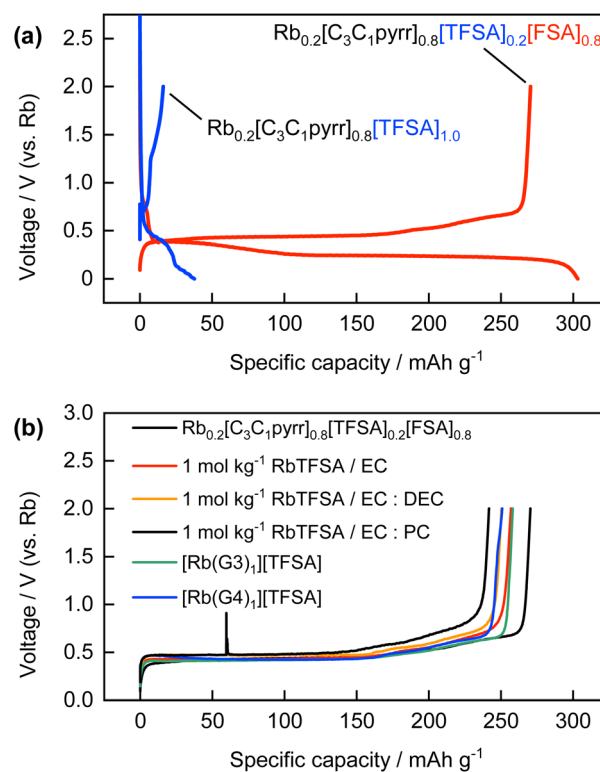 (a)
Rb0.2[C3C1pyrr]0.8[TFSA]0.2[FSA]0.8
Rb0.2[C3C1pyrr]0.8[TFSA]1.0
Voltage / V (vs. Rb)
2.5
2.0
1.5
1.0
0.5
0
0 50 100 150 200 250 300
Specific capacity / mAh g-1
(b)
Voltage / V (vs. Rb)
3.0
2.5
2.0
1.5
1.0
0.5
0.0
Rb0.2[C3C1pyrr]0.8[TFSA]0.2[FSA]0.8
1 mol kg-1 RbTFSA / EC
1 mol kg-1 RbTFSA / EC : DEC
1 mol kg-1 RbTFSA / EC : PC
[Rb(G3)1][TFSA]
[Rb(G4)1][TFSA]
0 50 100 150 200 250 300
Specific capacity / mAh g-1